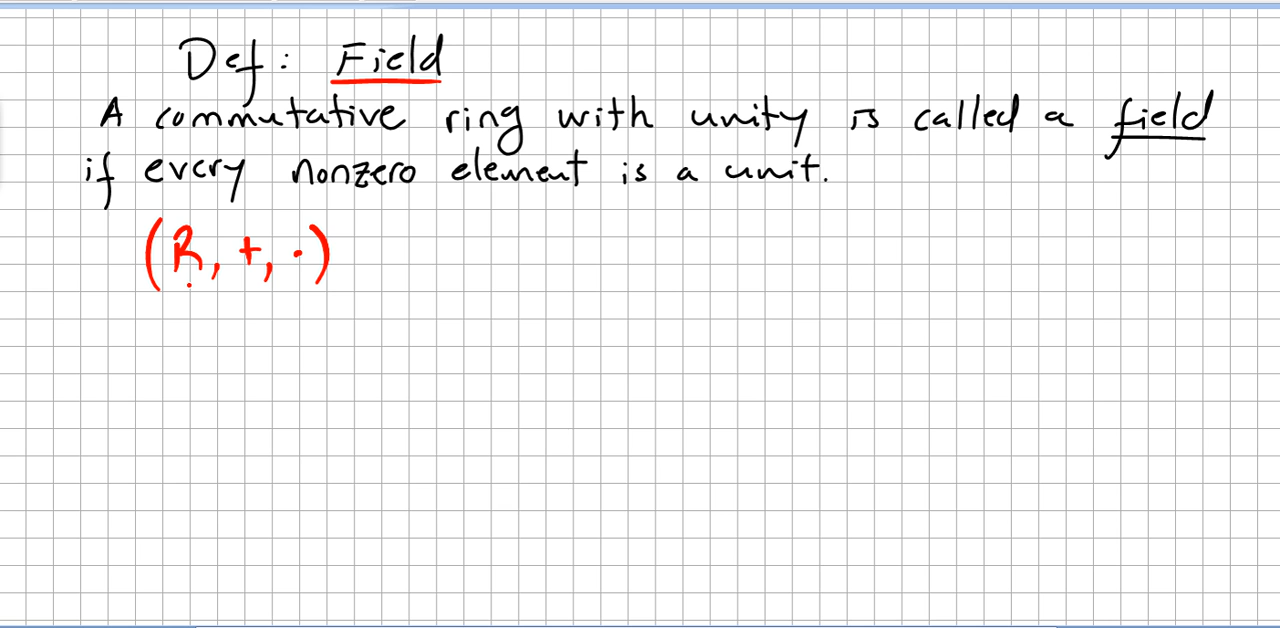 Def: Field
A commutative ring with unity is called a field
if every nonzero element is a unit.
(R, +, ·)